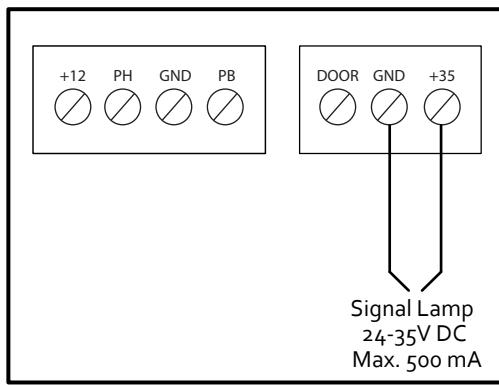 +12 PH GND PB DOOR GND +35
Signal Lamp
24-35V DC
Max. 500 mA